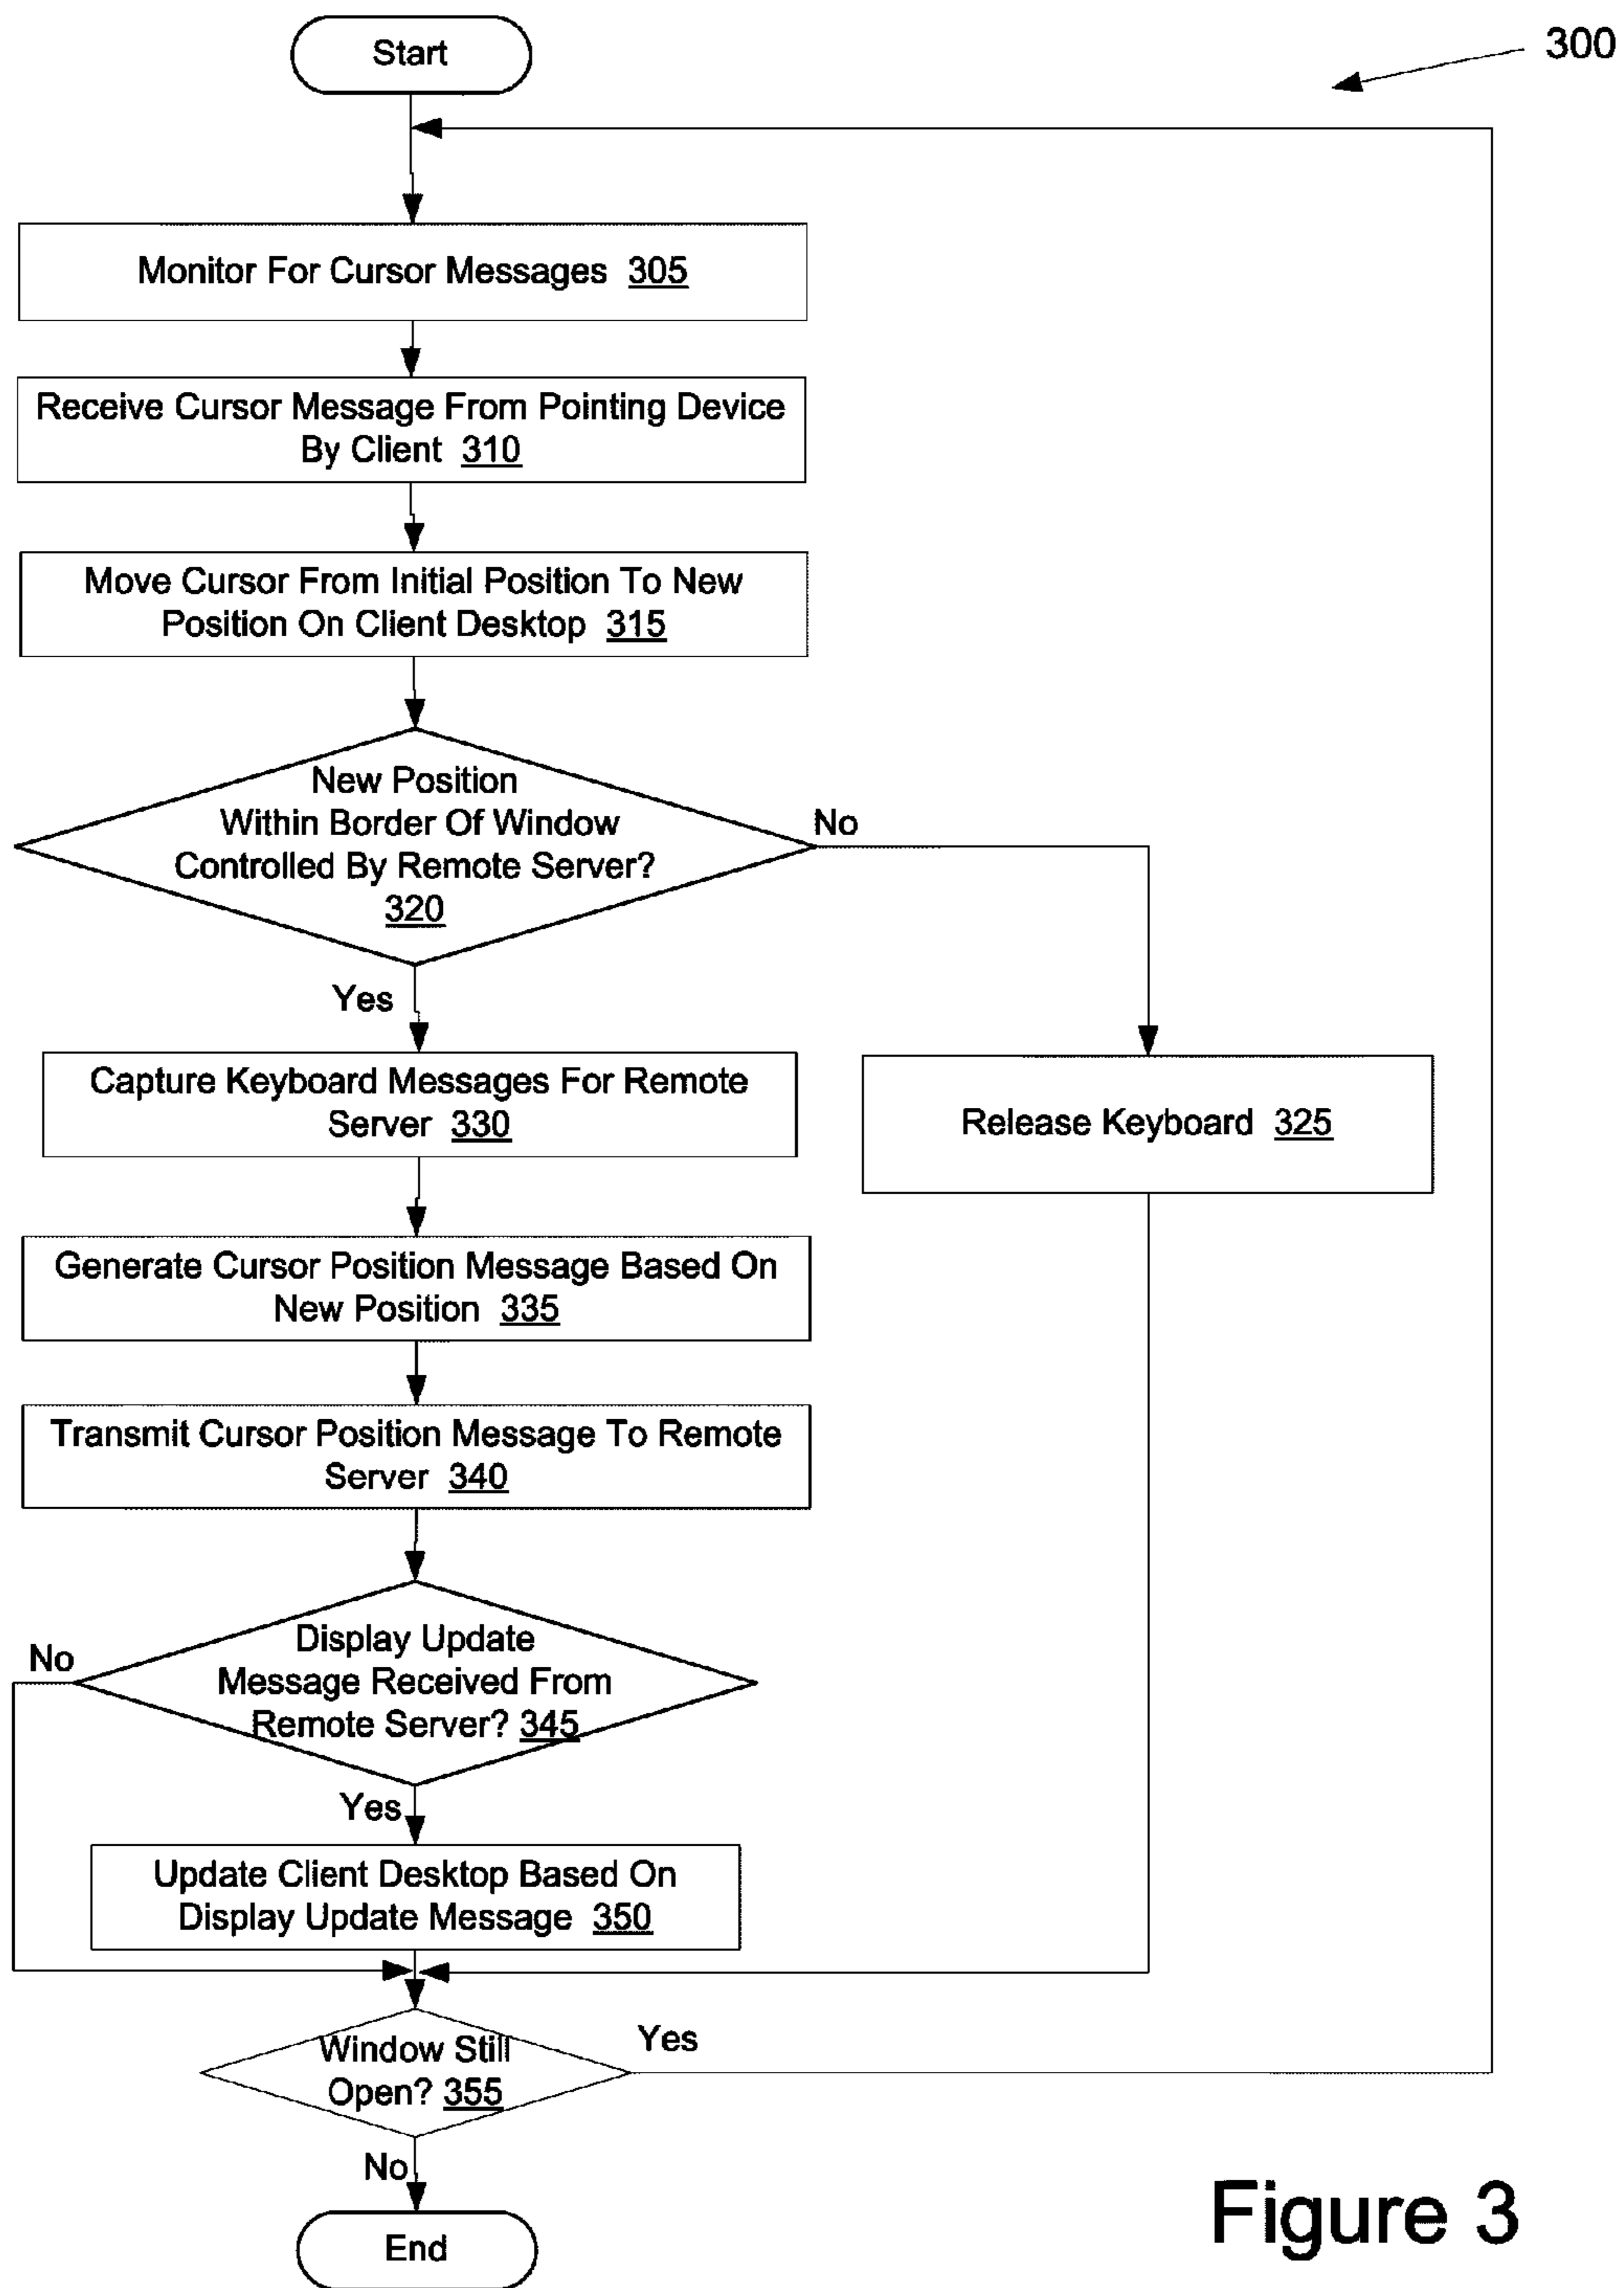 Start
300
Monitor For Cursor Messages 305
Receive Cursor Message From Pointing Device
By Client 310
Move Cursor From Initial Position To New
Position On Client Desktop 315
New Position
Within Border Of Window
Controlled By Remote Server?
320
No
Yes
Capture Keyboard Messages For Remote
Server 330
Release Keyboard 325
Generate Cursor Position Message Based On
New Position 335
Transmit Cursor Position Message To Remote
Server 340
Display Update
Message Received From
Remote Server? 345
No
Yes
Update Client Desktop Based On
Display Update Message 350
Window Still
Open? 355
Yes
No
End
Figure 3